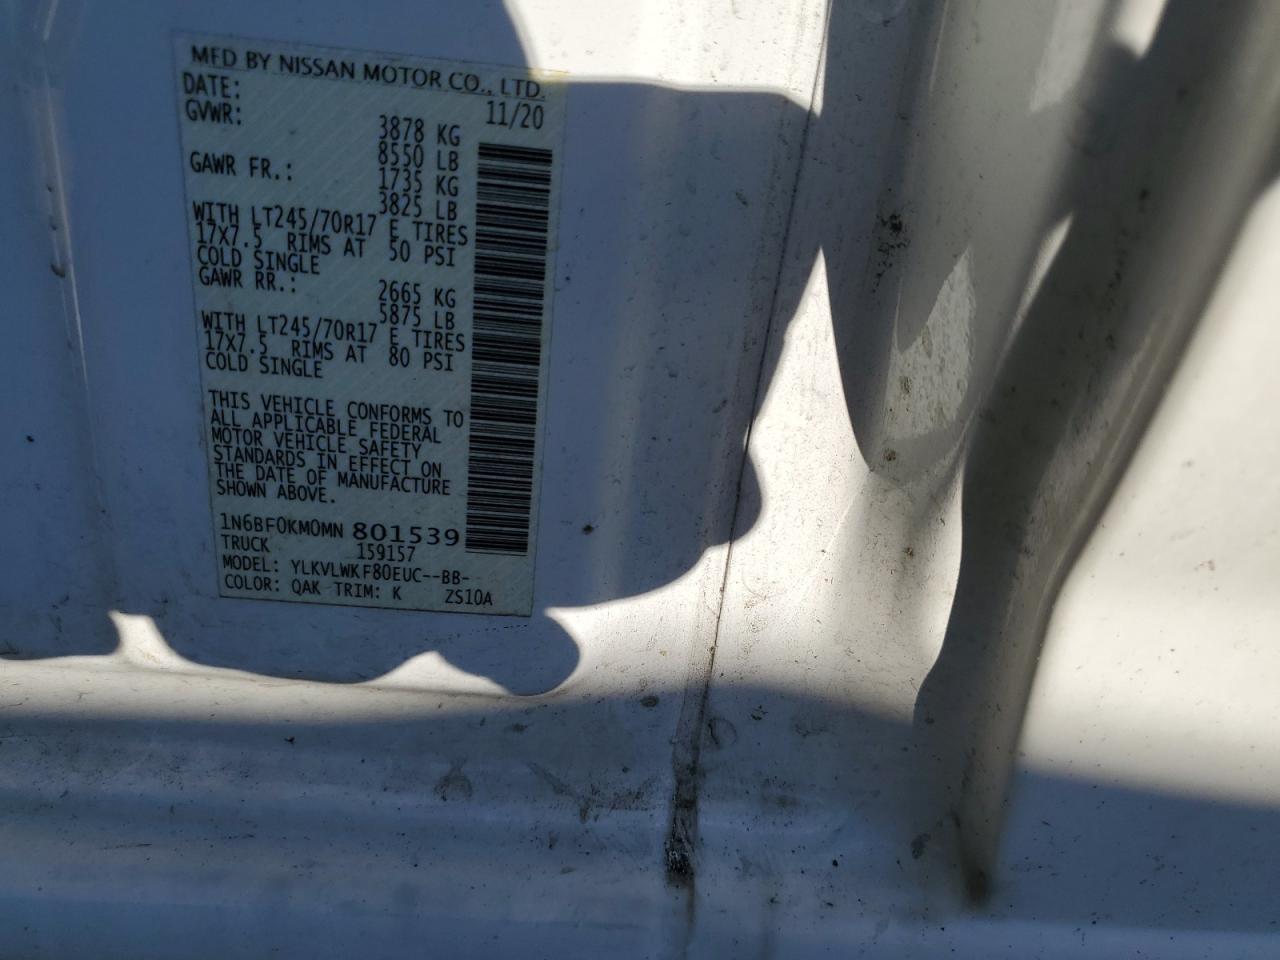 MFD BY NISSAN MOTOR CO., LTD.
DATE: 11/20
GVWR: 3878 KG
8550 LB
GAWR FR.: 1735 KG
3825 LB
WITH LT245/70R17 E TIRES
17X7.5 RIMS AT 50 PSI
COLD SINGLE
GAWR RR.: 2665 KG
5875 LB
WITH LT245/70R17 E TIRES
17X7.5 RIMS AT 80 PSI
COLD SINGLE
THIS VEHICLE CONFORMS TO
ALL APPLICABLE FEDERAL
MOTOR VEHICLE SAFETY
STANDARDS IN EFFECT ON
THE DATE OF MANUFACTURE
SHOWN ABOVE.
1N6BF0KM0MN 801539
TRUCK 159157
MODEL: YLKVLWKF80EUC--BB-
COLOR: QAK TRIM: K ZS10A